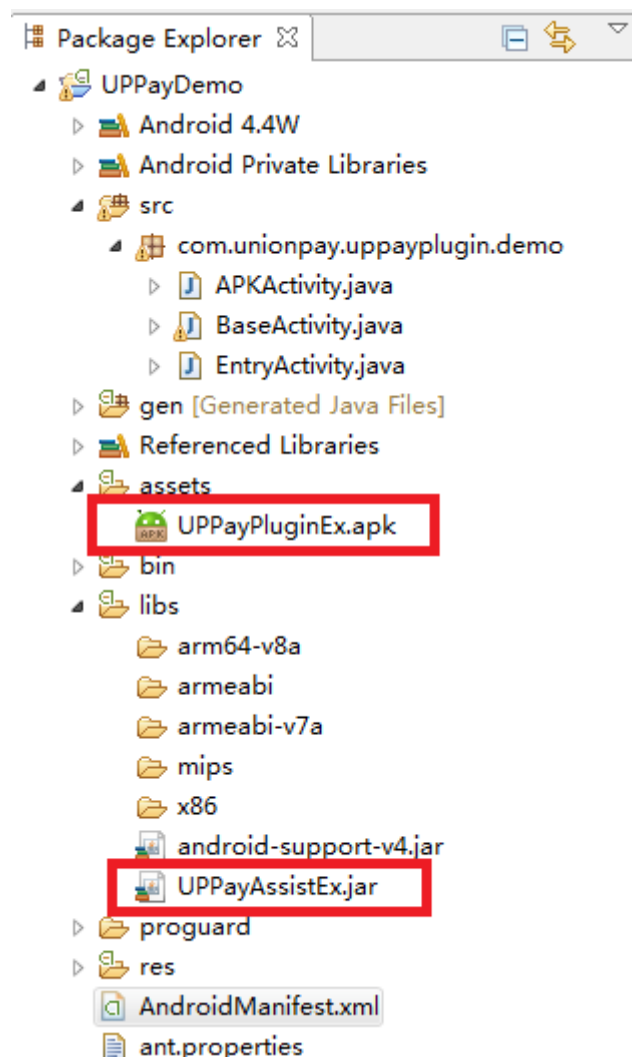 Package Explorer
UPPayDemo
Android 4.4W
Android Private Libraries
src
com.unionpay.uppayplugin.demo
J APKActivity.java
J BaseActivity.java
J EntryActivity.java
gen [Generated Java Files]
Referenced Libraries
assets
APK UPPayPluginEx.apk
bin
libs
arm64-v8a
armeabi
armeabi-v7a
mips
x86
android-support-v4.jar
UPPayAssistEx.jar
proguard
res
AndroidManifest.xml
ant.properties